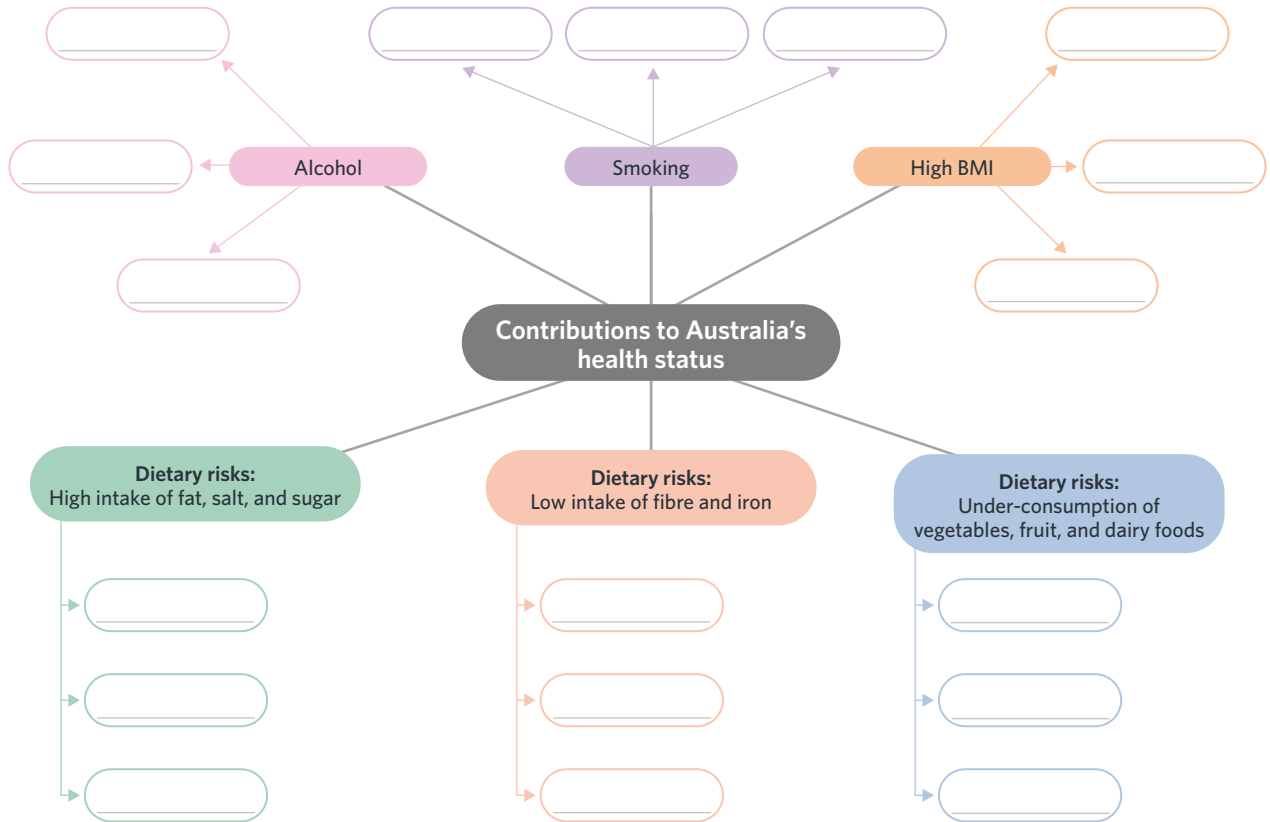 Alcohol
Smoking
High BMI
Contributions to Australia's
health status
Dietary risks:
High intake of fat, salt, and sugar
Dietary risks:
Low intake of fibre and iron
Dietary risks:
Under-consumption of
vegetables, fruit, and dairy foods